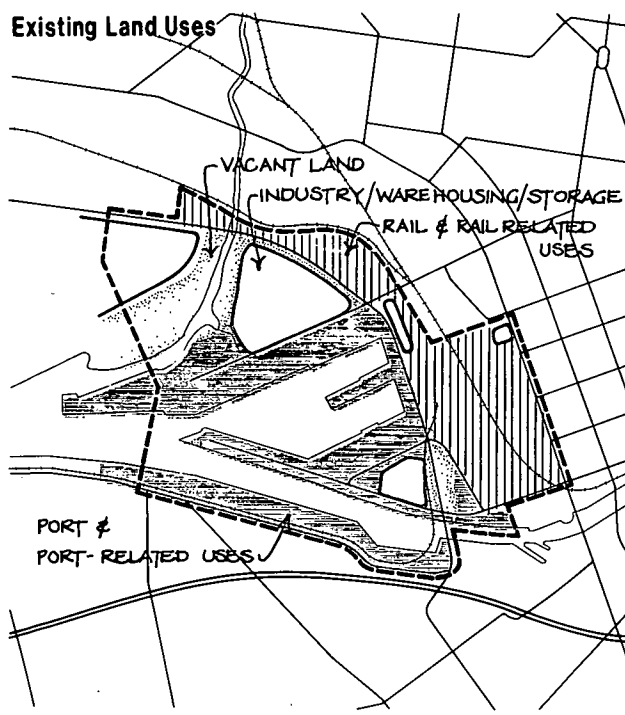 Existing Land Uses
VACANT LAND
INDUSTRY/WAREHOUSING/STORAGE
RAIL & RAIL RELATED
USES
PORT &
PORT-RELATED USES